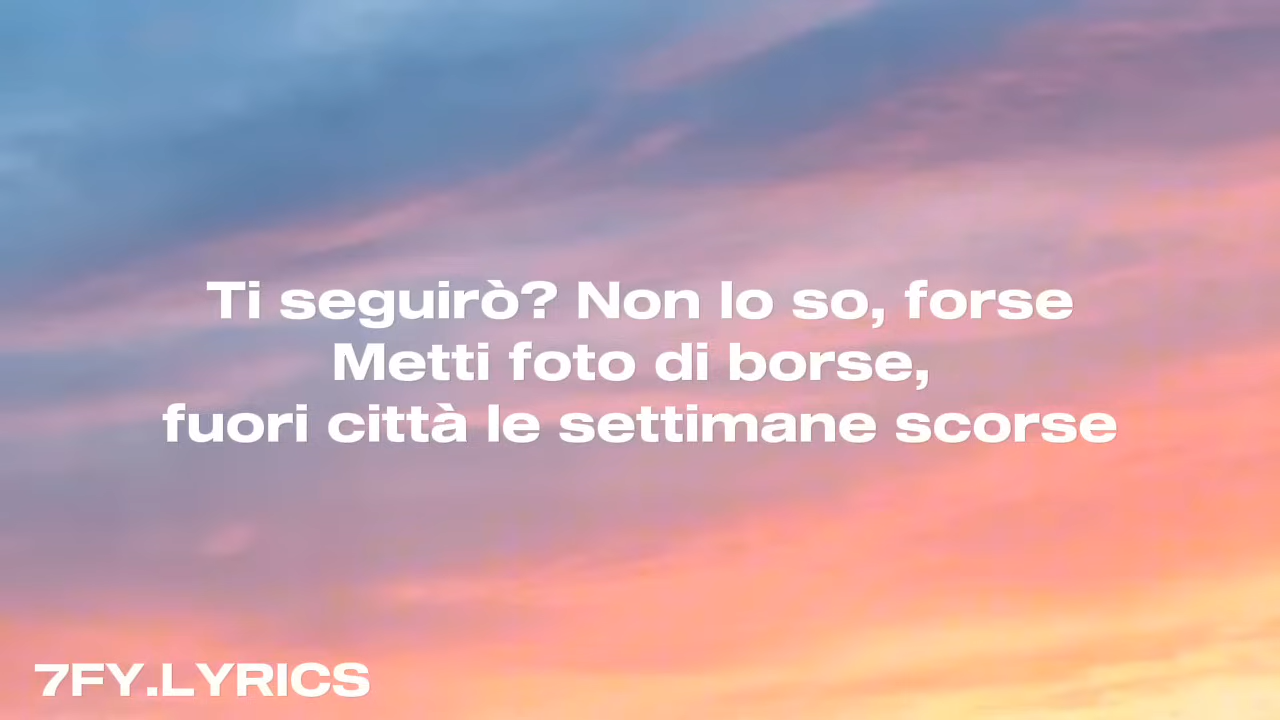 Ti seguirò? Non lo so, forse
Metti foto di borse,
fuori città le settimane scorse
7FY.LYRICS